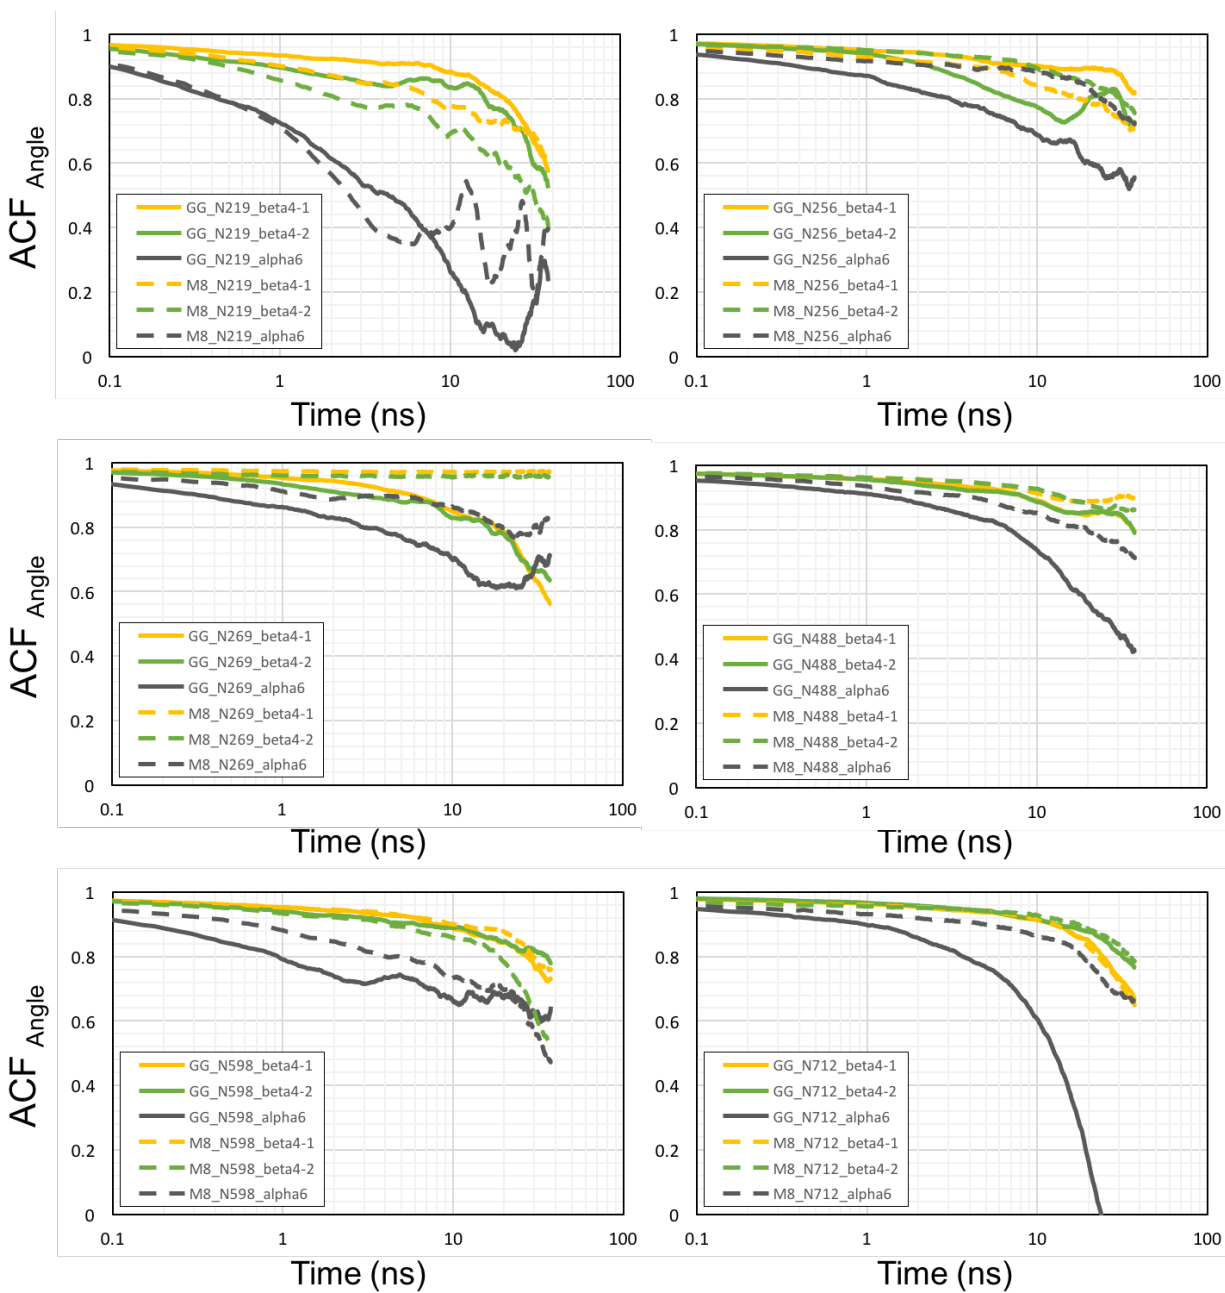 ACF Angle
1
0.8
0.6
0.4
0.2
0
0.1
1
10
100
GG_N219_beta4-1
GG_N219_beta4-2
GG_N219_alpha6
M8_N219_beta4-1
M8_N219_beta4-2
M8_N219_alpha6
Time (ns)
1
0.8
0.6
0.4
0.2
0
0.1
1
10
100
GG_N256_beta4-1
GG_N256_beta4-2
GG_N256_alpha6
M8_N256_beta4-1
M8_N256_beta4-2
M8_N256_alpha6
Time (ns)
ACF Angle
1
0.8
0.6
0.4
0.2
0
0.1
1
10
100
GG_N269_beta4-1
GG_N269_beta4-2
GG_N269_alpha6
M8_N269_beta4-1
M8_N269_beta4-2
M8_N269_alpha6
Time (ns)
1
0.8
0.6
0.4
0.2
0
0.1
1
10
100
GG_N488_beta4-1
GG_N488_beta4-2
GG_N488_alpha6
M8_N488_beta4-1
M8_N488_beta4-2
M8_N488_alpha6
Time (ns)
ACF Angle
1
0.8
0.6
0.4
0.2
0
0.1
1
10
100
GG_N598_beta4-1
GG_N598_beta4-2
GG_N598_alpha6
M8_N598_beta4-1
M8_N598_beta4-2
M8_N598_alpha6
Time (ns)
1
0.8
0.6
0.4
0.2
0
0.1
1
10
100
GG_N712_beta4-1
GG_N712_beta4-2
GG_N712_alpha6
M8_N712_beta4-1
M8_N712_beta4-2
M8_N712_alpha6
Time (ns)